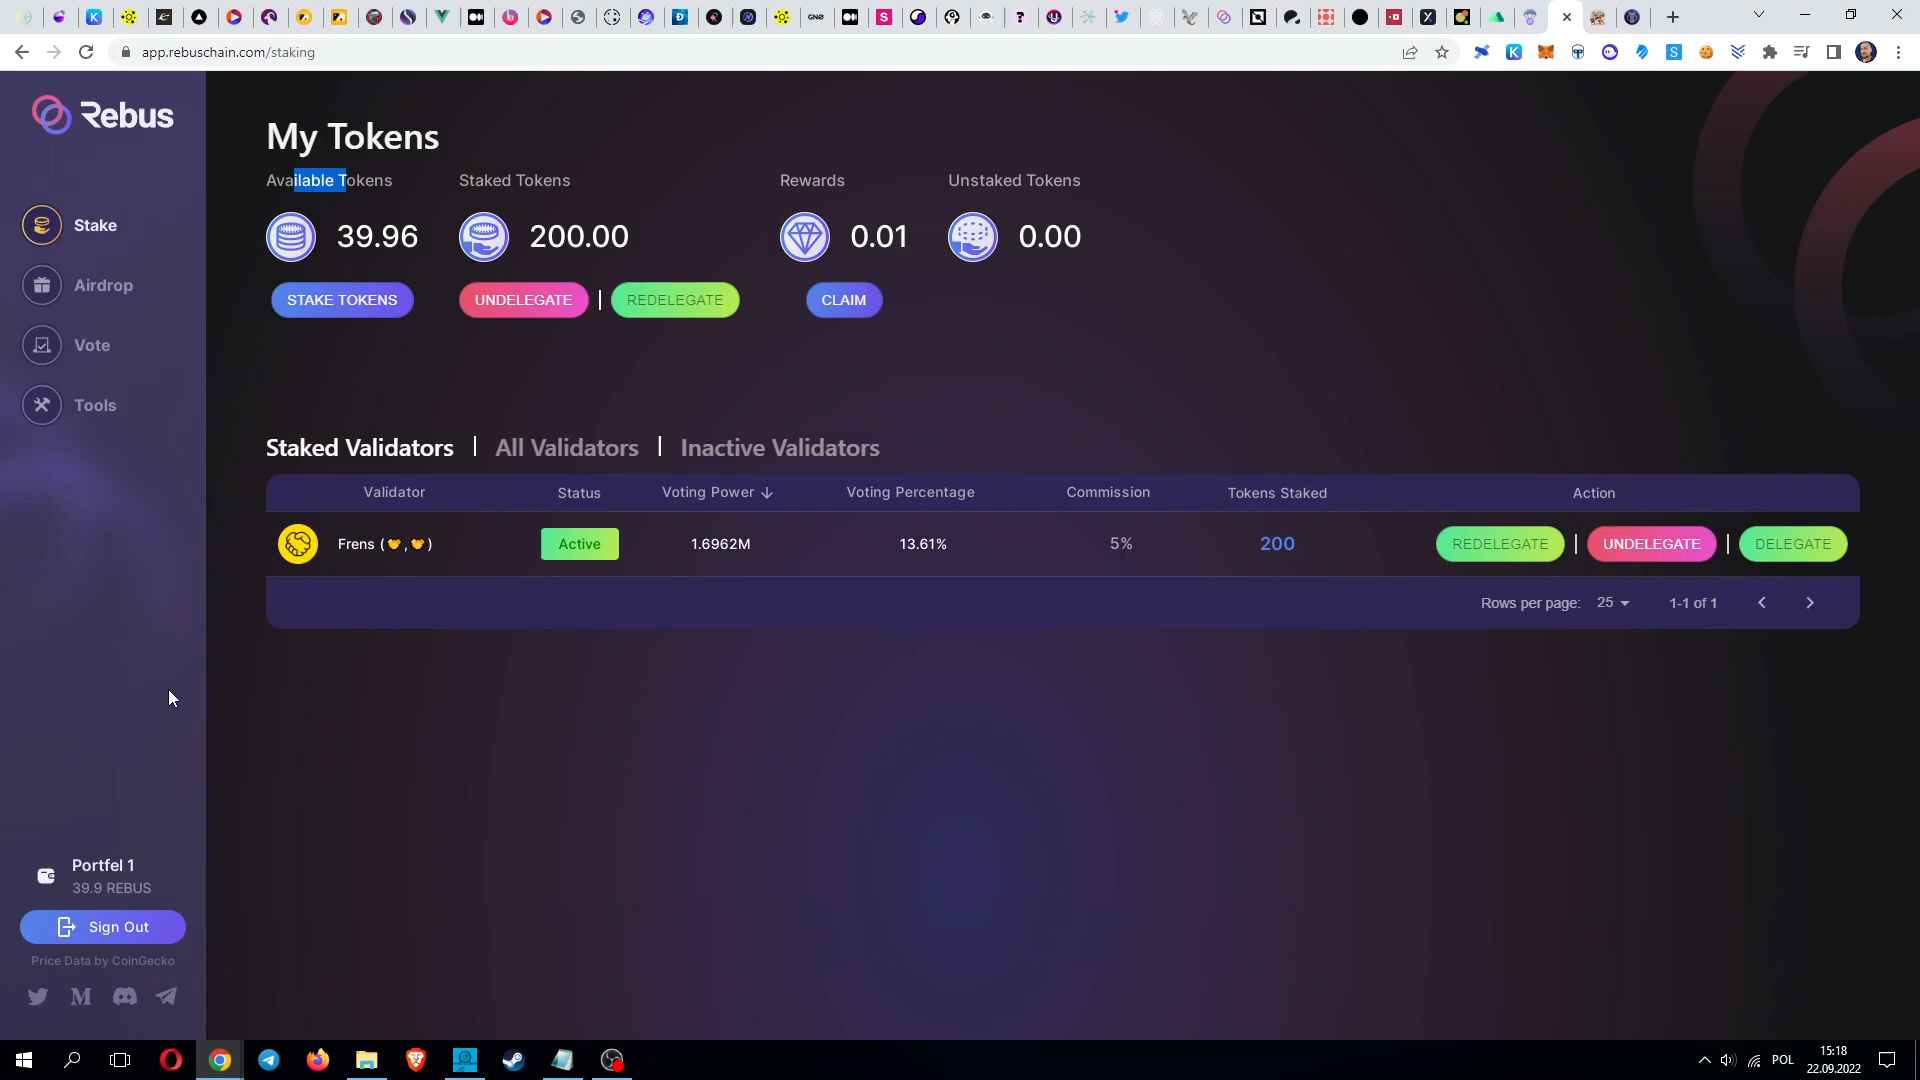 app.rebuschain.com/staking
Rebus
Stake
Airdrop
Vote
Tools
My Tokens
Available Tokens
39.96
STAKE TOKENS
Staked Tokens
200.00
UNDELEGATE | REDELEGATE
Rewards
0.01
CLAIM
Unstaked Tokens
0.00
Staked Validators | All Validators | Inactive Validators
Validator Status Voting Power ↓ Voting Percentage Commission Tokens Staked Action
Frens (🤝,🤝) Active 1.6962M 13.61% 5% 200 REDELEGATE | UNDELEGATE | DELEGATE
Rows per page: 25 1-1 of 1
Portfel 1
39.9 REBUS
Sign Out
Price Data by CoinGecko
POL
15:18
22.09.2022